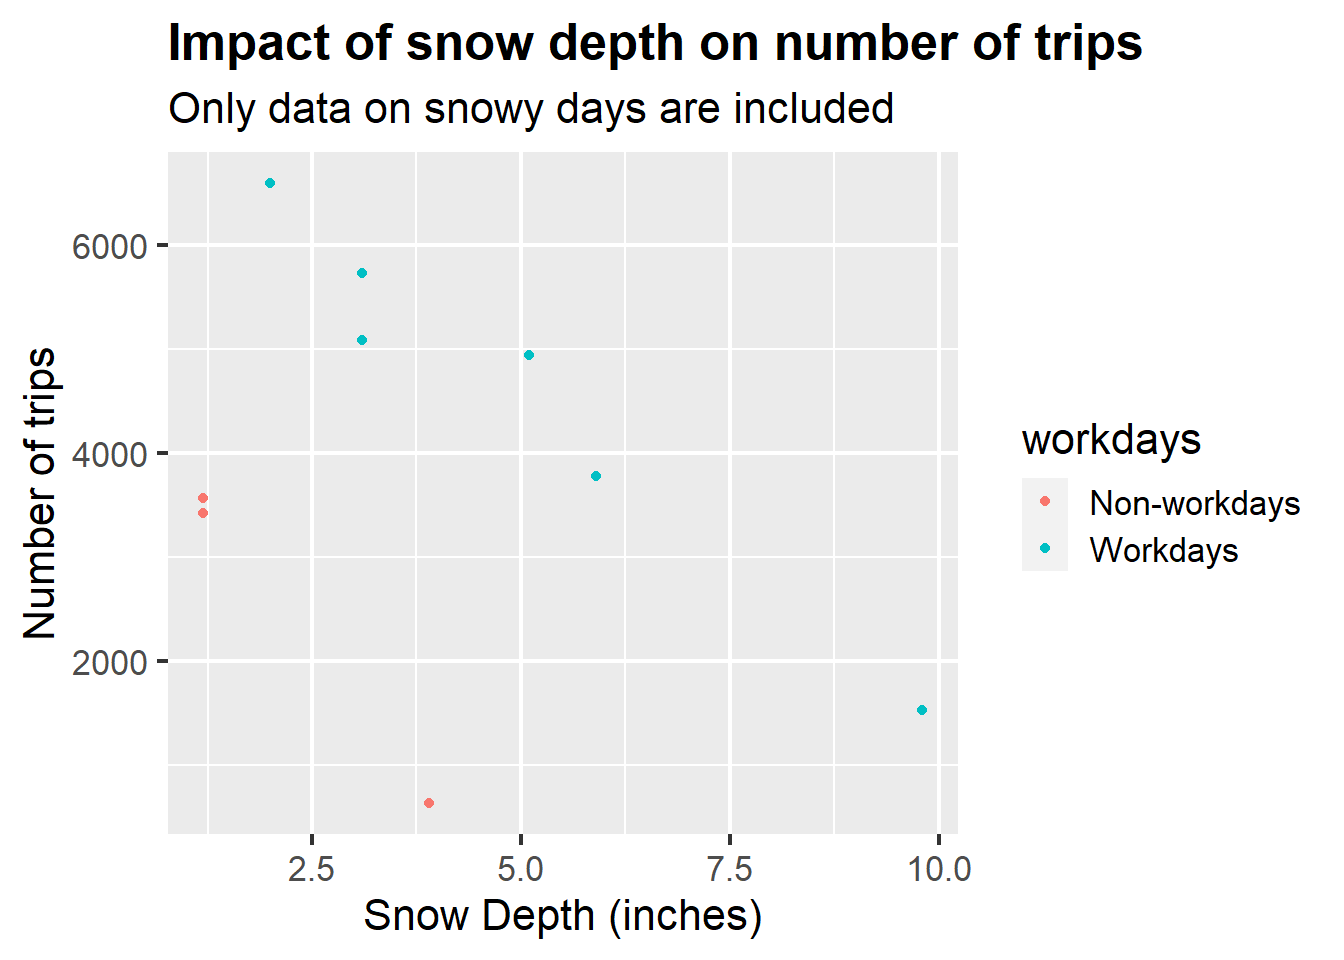 Impact of snow depth on number of trips
Only data on snowy days are included
Number of trips
6000
4000
2000
2.5 5.0 7.5 10.0
Snow Depth (inches)
workdays
Non-workdays
Workdays